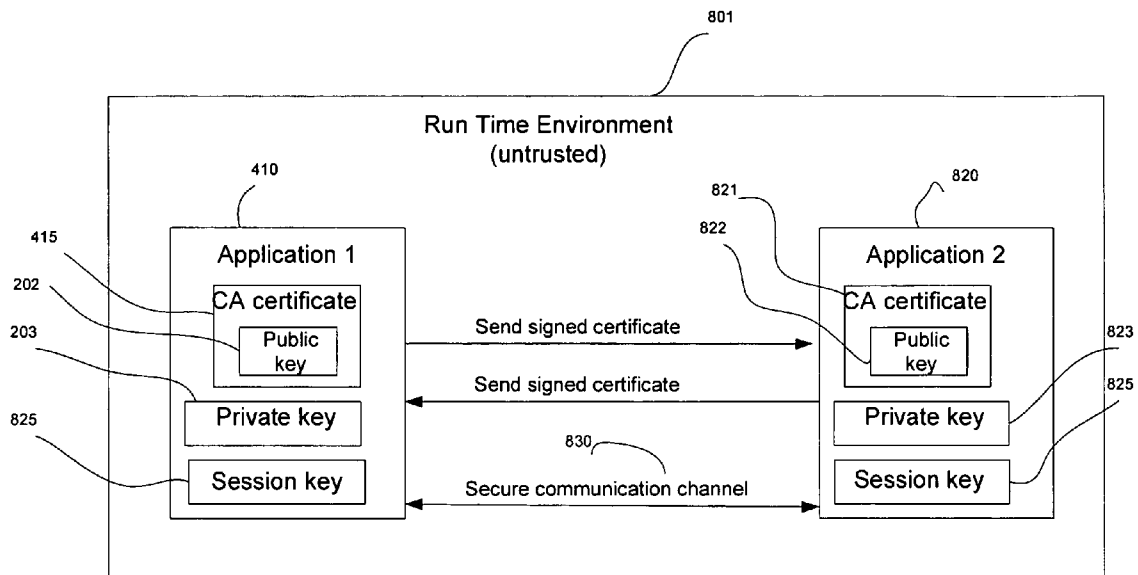 801
Run Time Environment
(untrusted)
410
821
820
415
822
Application 1
Application 2
202
CA certificate
CA certificate
203
Public
key
Send signed certificate
Public
key
823
Send signed certificate
825
825
Private key
Private key
830
Session key
Secure communication channel
Session key